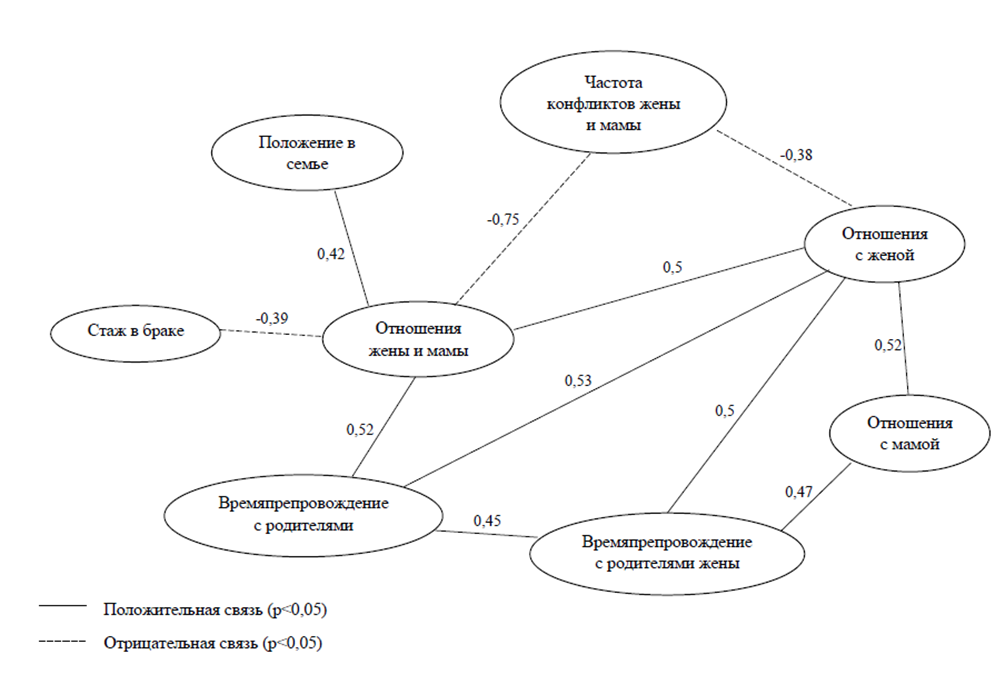 Частота
конфликтов жены
и мамы
Положение в
семье
-0,38
-0,75
Отношения
с женой
0,42
0,5
-0,39
Стаж в браке
Отношения
жены и мамы
0,52
0,53
0,5
Отношения
с мамой
0,52
0,47
Времяпрепровождение
с родителями
0,45
Времяпрепровождение
с родителями жены
Положительная связь (p<0,05)
Отрицательная связь (p<0,05)